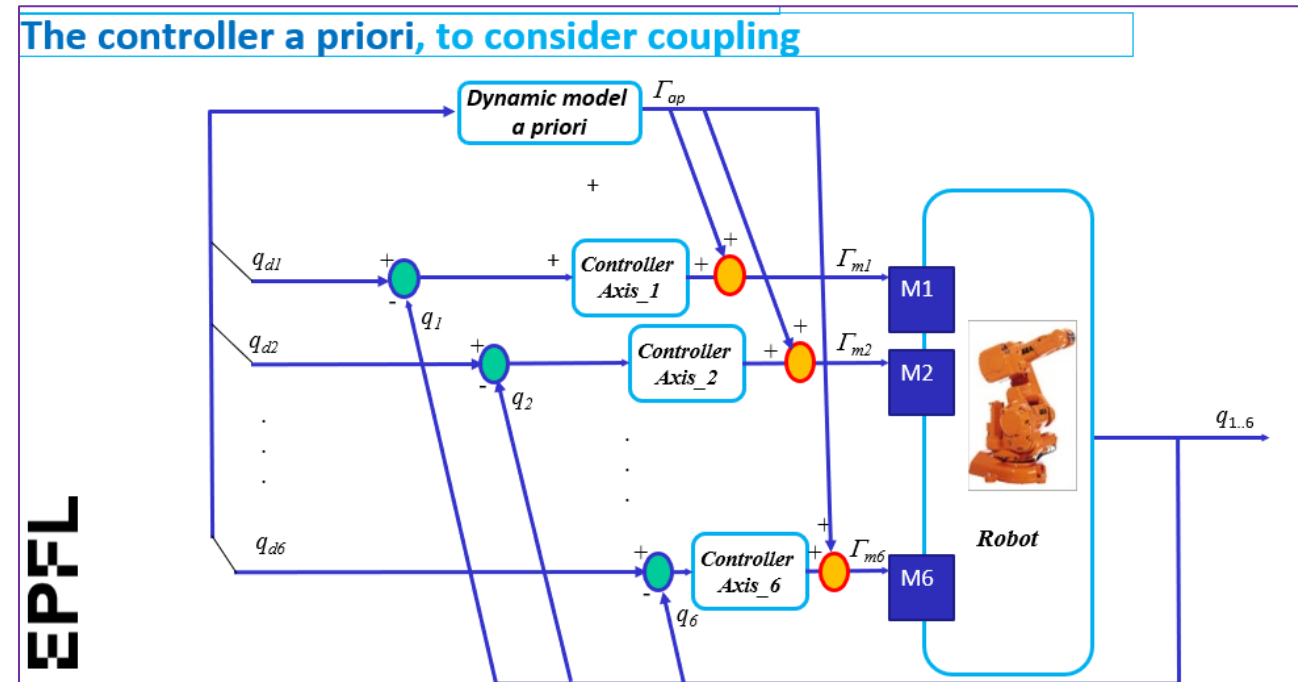 The controller a priori, to consider coupling
Dynamic model
a priori
Γap
+
qd1
+
-
q1
+
Controller
Axis_1
+
+
Γm1
M1
qd2
+
-
q2
Controller
Axis_2
+
+
Γm2
M2
.
.
.
.
.
.
q1..6
qd6
+
-
q6
Controller
Axis_6
+
+
Γm6
M6
Robot
EPFL